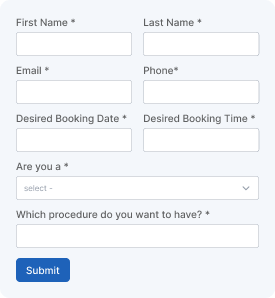 First Name * Last Name *
Email * Phone*
Desired Booking Date * Desired Booking Time *
Are you a *
select -
Which procedure do you want to have? *
Submit